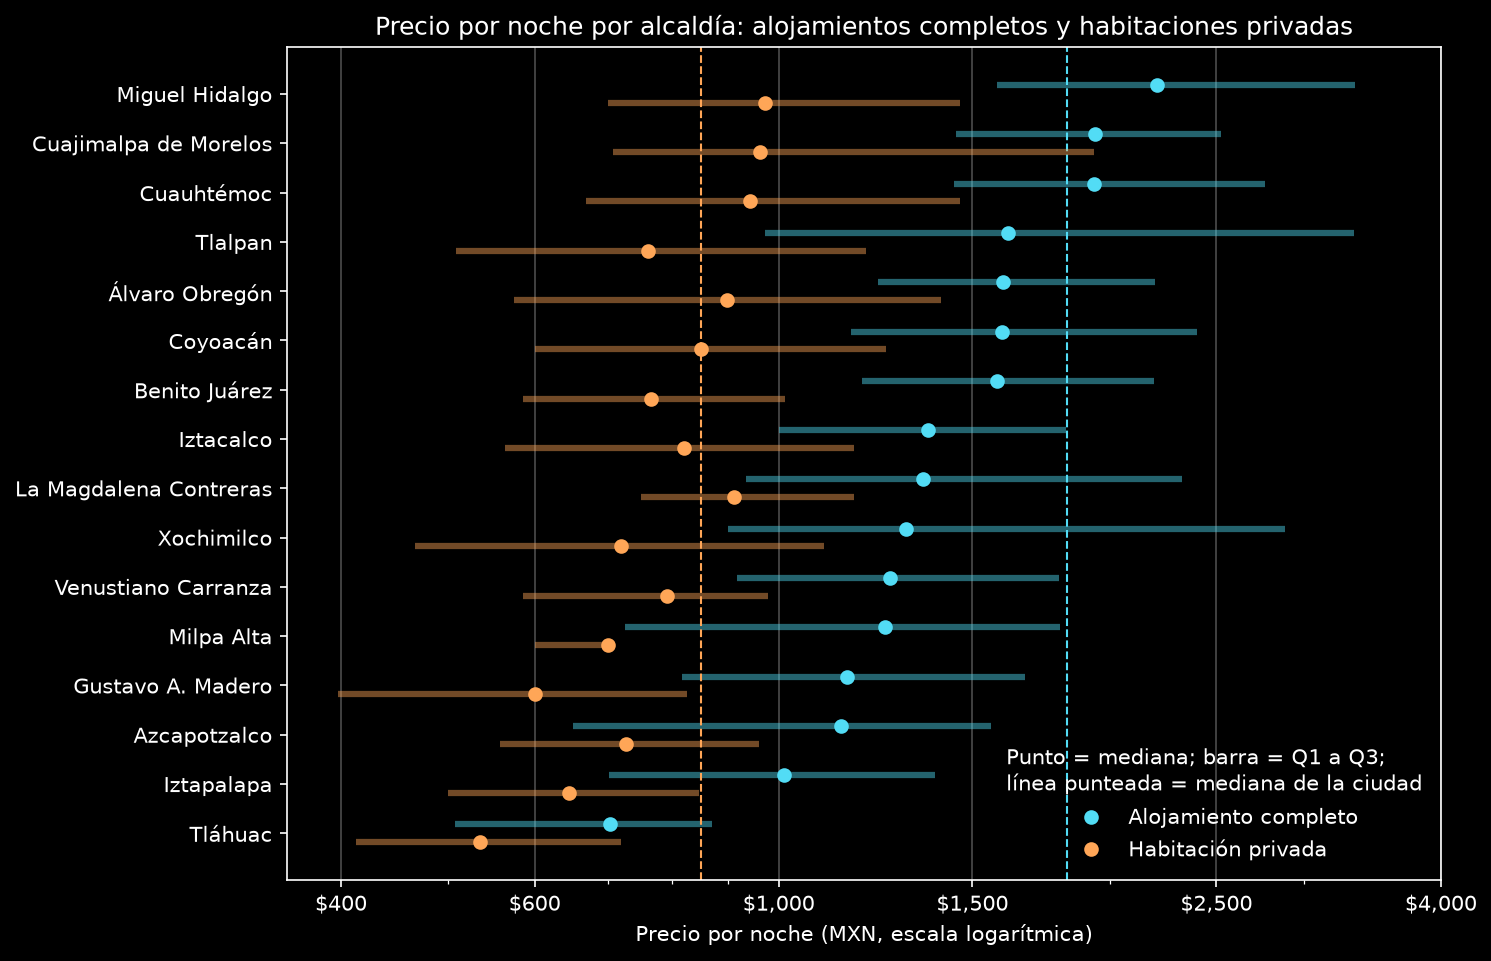 Precio por noche por alcaldía: alojamientos completos y habitaciones privadas
Miguel Hidalgo
Cuajimalpa de Morelos
Cuauhtémoc
Tlalpan
Álvaro Obregón
Coyoacán
Benito Juárez
Iztacalco
La Magdalena Contreras
Xochimilco
Venustiano Carranza
Milpa Alta
Gustavo A. Madero
Azcapotzalco
Iztapalapa
Tláhuac
Punto = mediana; barra = Q1 a Q3;
línea punteada = mediana de la ciudad
Alojamiento completo
Habitación privada
$400 $600 $1,000 $1,500 $2,500 $4,000
Precio por noche (MXN, escala logarítmica)